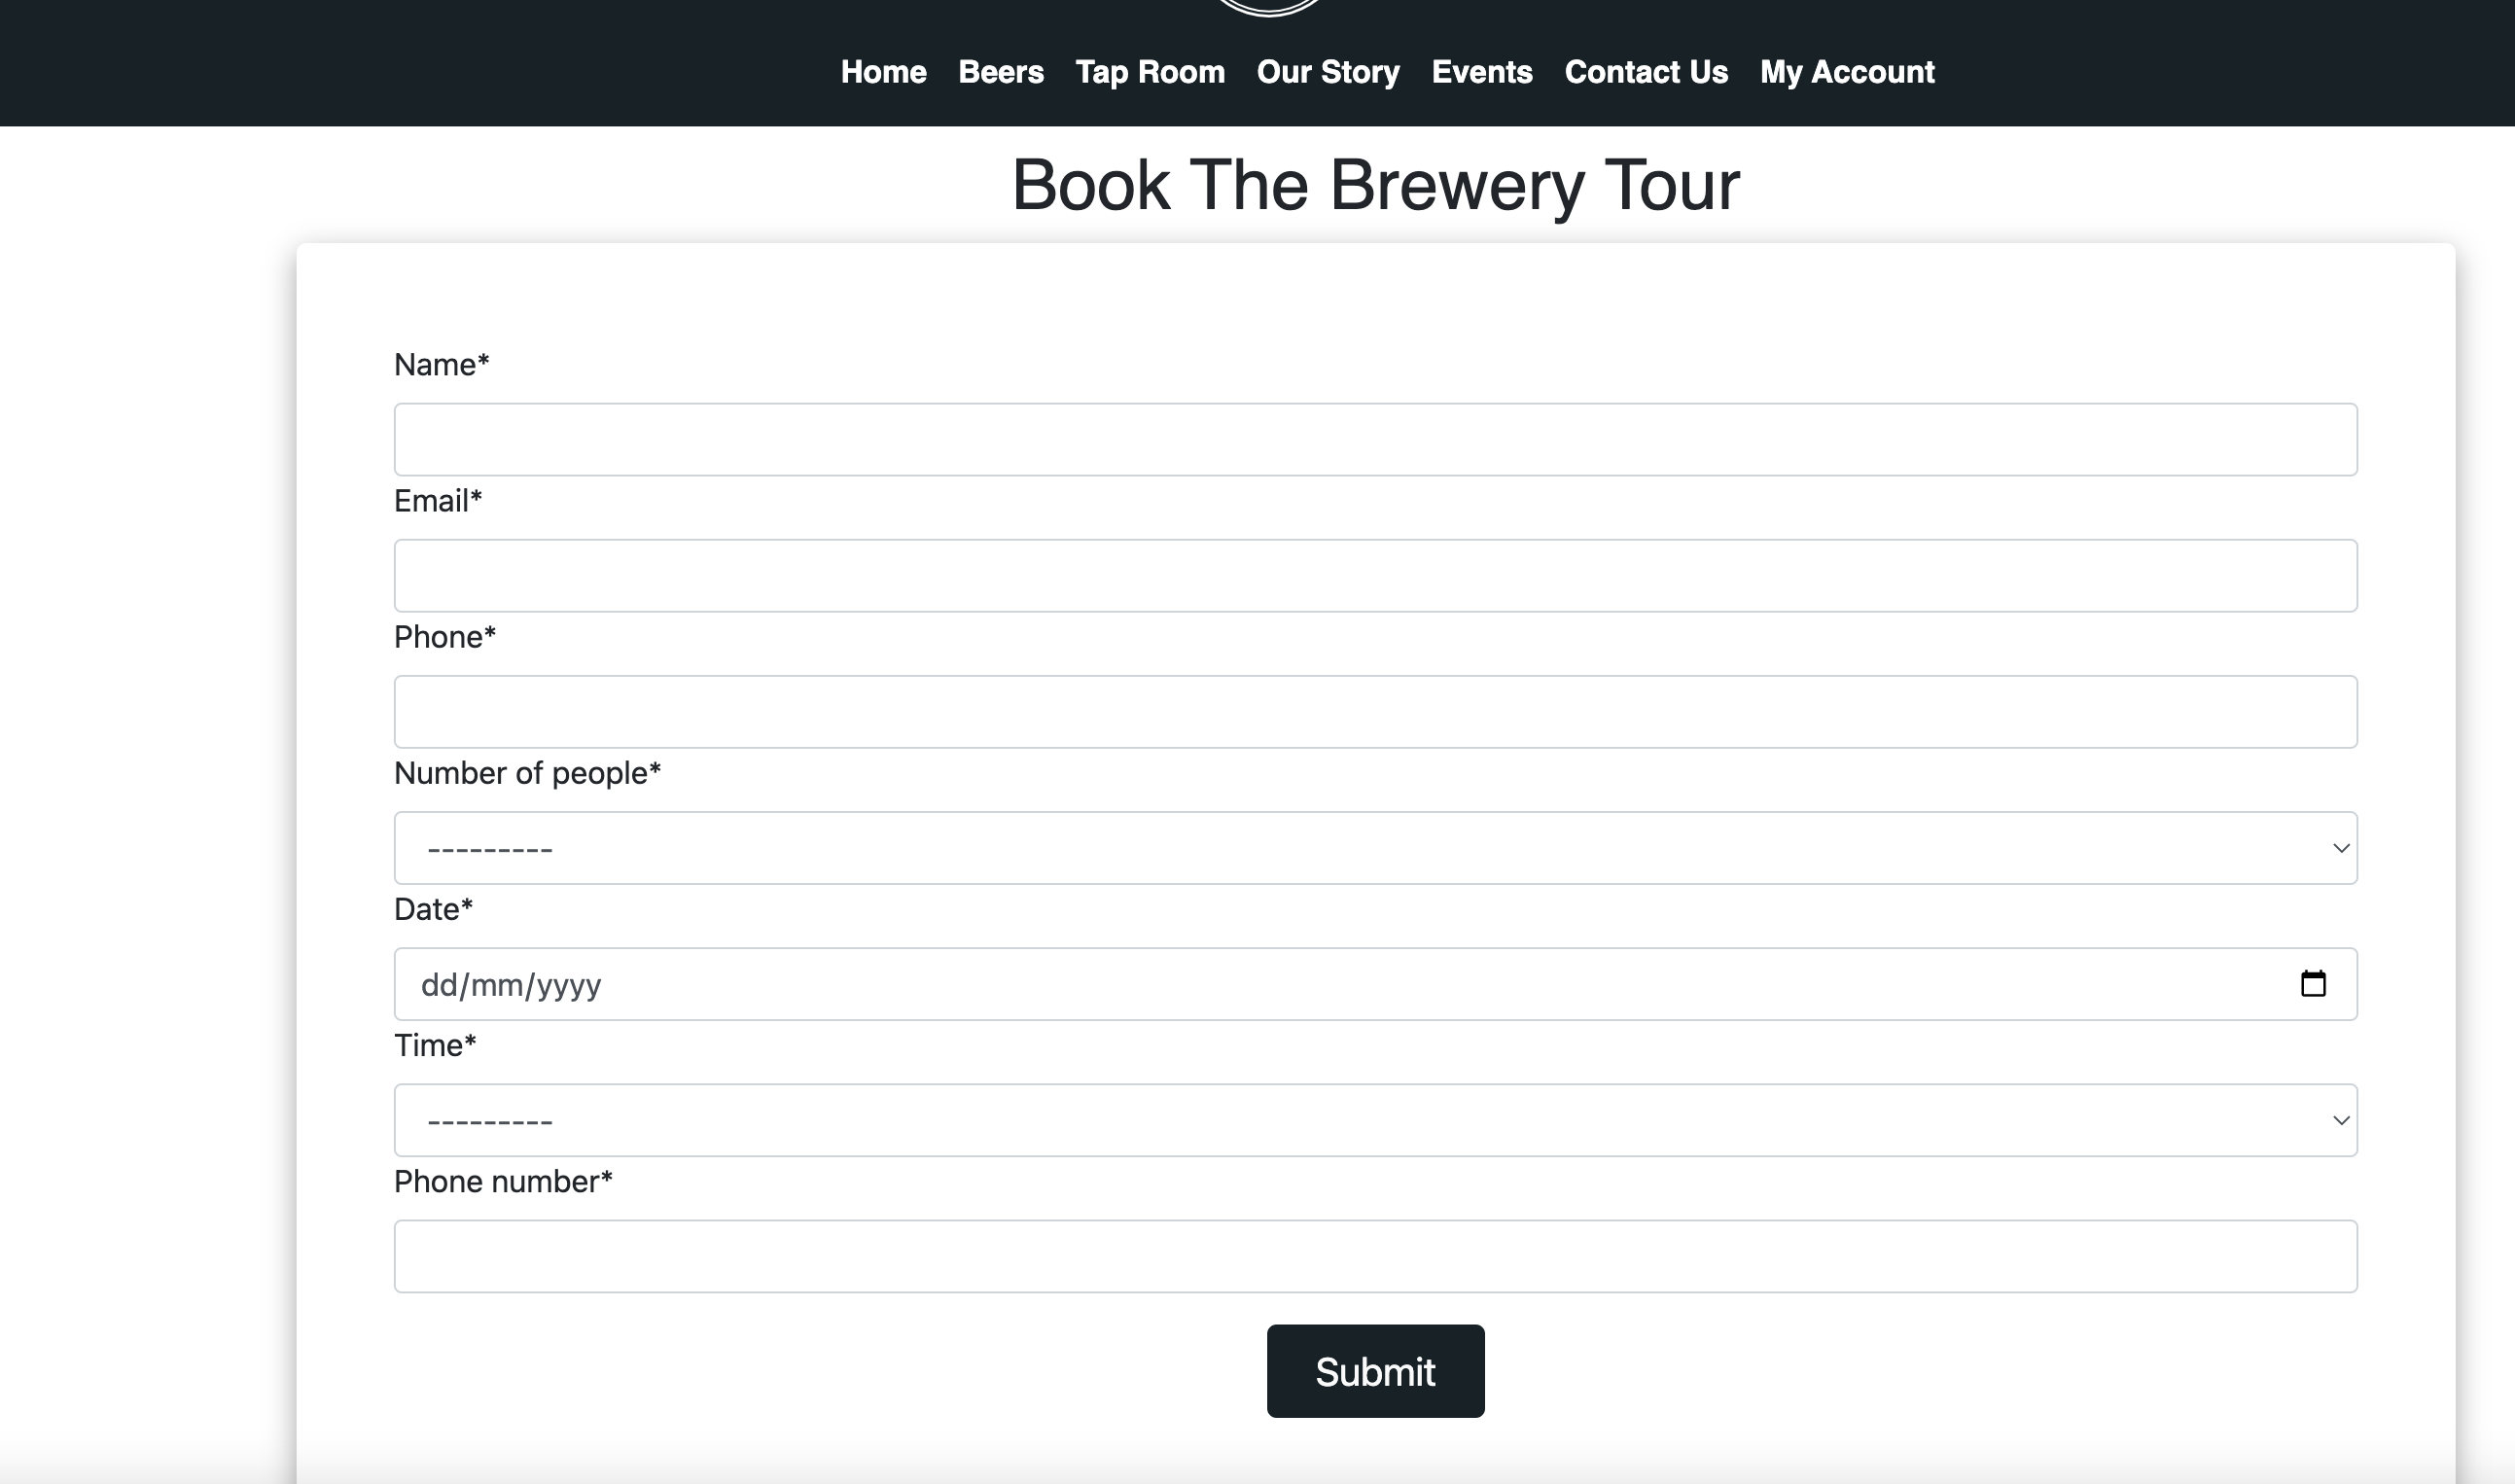 Home Beers Tap Room Our Story Events Contact Us My Account
Book The Brewery Tour
Name*
Email*
Phone*
Number of people*
---------
Date*
dd/mm/yyyy
Time*
---------
Phone number*
Submit